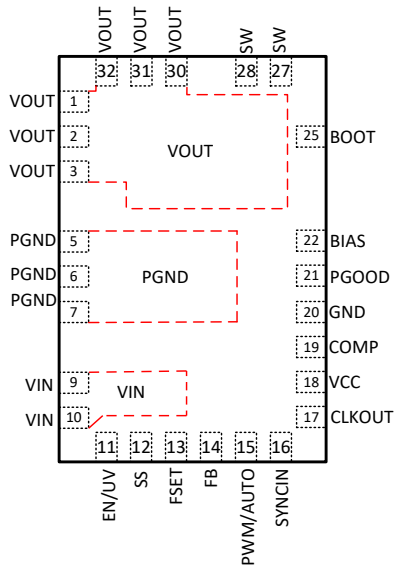 VOUT VOUT VOUT SW SW
32 31 30 28 27
VOUT 1
VOUT 2
VOUT 3
VOUT
25 BOOT
PGND 5
PGND 6
PGND 7
PGND
22 BIAS
21 PGOOD
20 GND
19 COMP
VIN 9
VIN 10
VIN
18 VCC
17 CLKOUT
11 12 13 14 15 16
EN/UV SS FSET FB PWM/AUTO SYNCIN